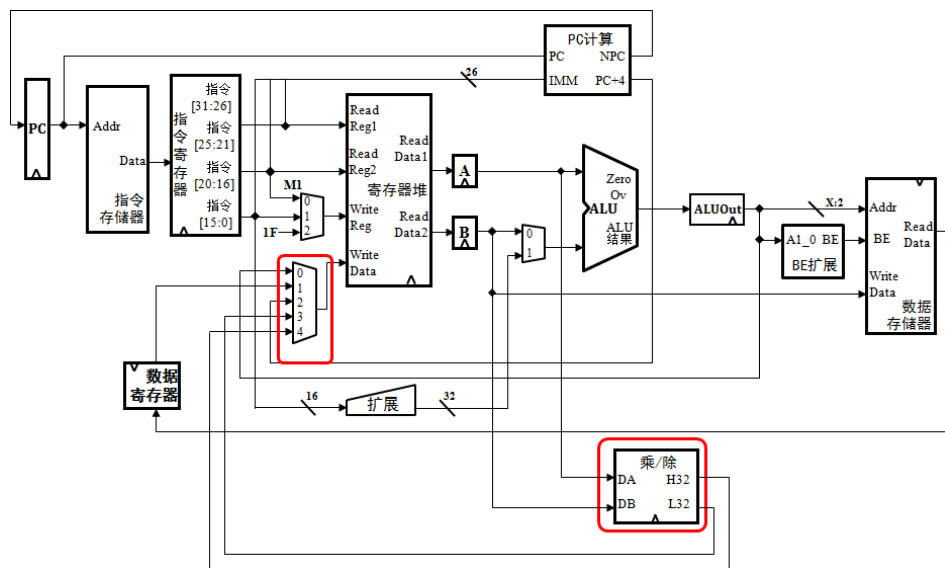 PC计算
PC NPC
IMM PC+4
26
PC
Addr
Data
指令
存储器
指令寄存器
指令
[31:26]
指令
[25:21]
指令
[20:16]
指令
[15:0]
M1
0
1
2
1F
Read
Reg1
Read
Reg2
Write
Reg
Write
Data
Read
Data1
Read
Data2
寄存器堆
A
B
0
1
Zero
Ov
ALU
ALU
结果
ALUOut
X:2
A1_0 BE
BE扩展
Addr
BE
Read
Data
Write
Data
数据
存储器
0
1
2
3
4
数据
寄存器
16
扩展
32
乘/除
DA H32
DB L32